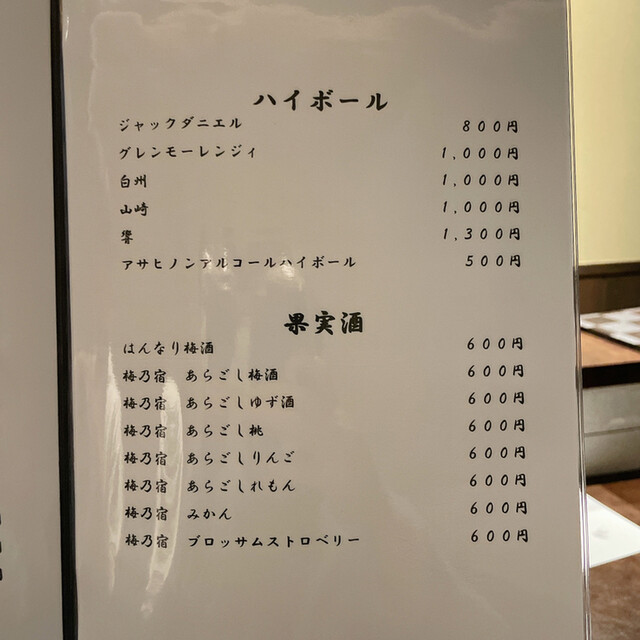 ハイボール
ジャックダニエル 800円
グレンモーレンジィ 1,000円
白州 1,000円
山崎 1,000円
響 1,300円
アサヒノンアルコールハイボール 500円
果実酒
はんなり梅酒 600円
梅乃宿 あらごし梅酒 600円
梅乃宿 あらごしゆず酒 600円
梅乃宿 あらごし桃 600円
梅乃宿 あらごしりんご 600円
梅乃宿 あらごしれもん 600円
梅乃宿 みかん 600円
梅乃宿 ブロッサムストロベリー 600円